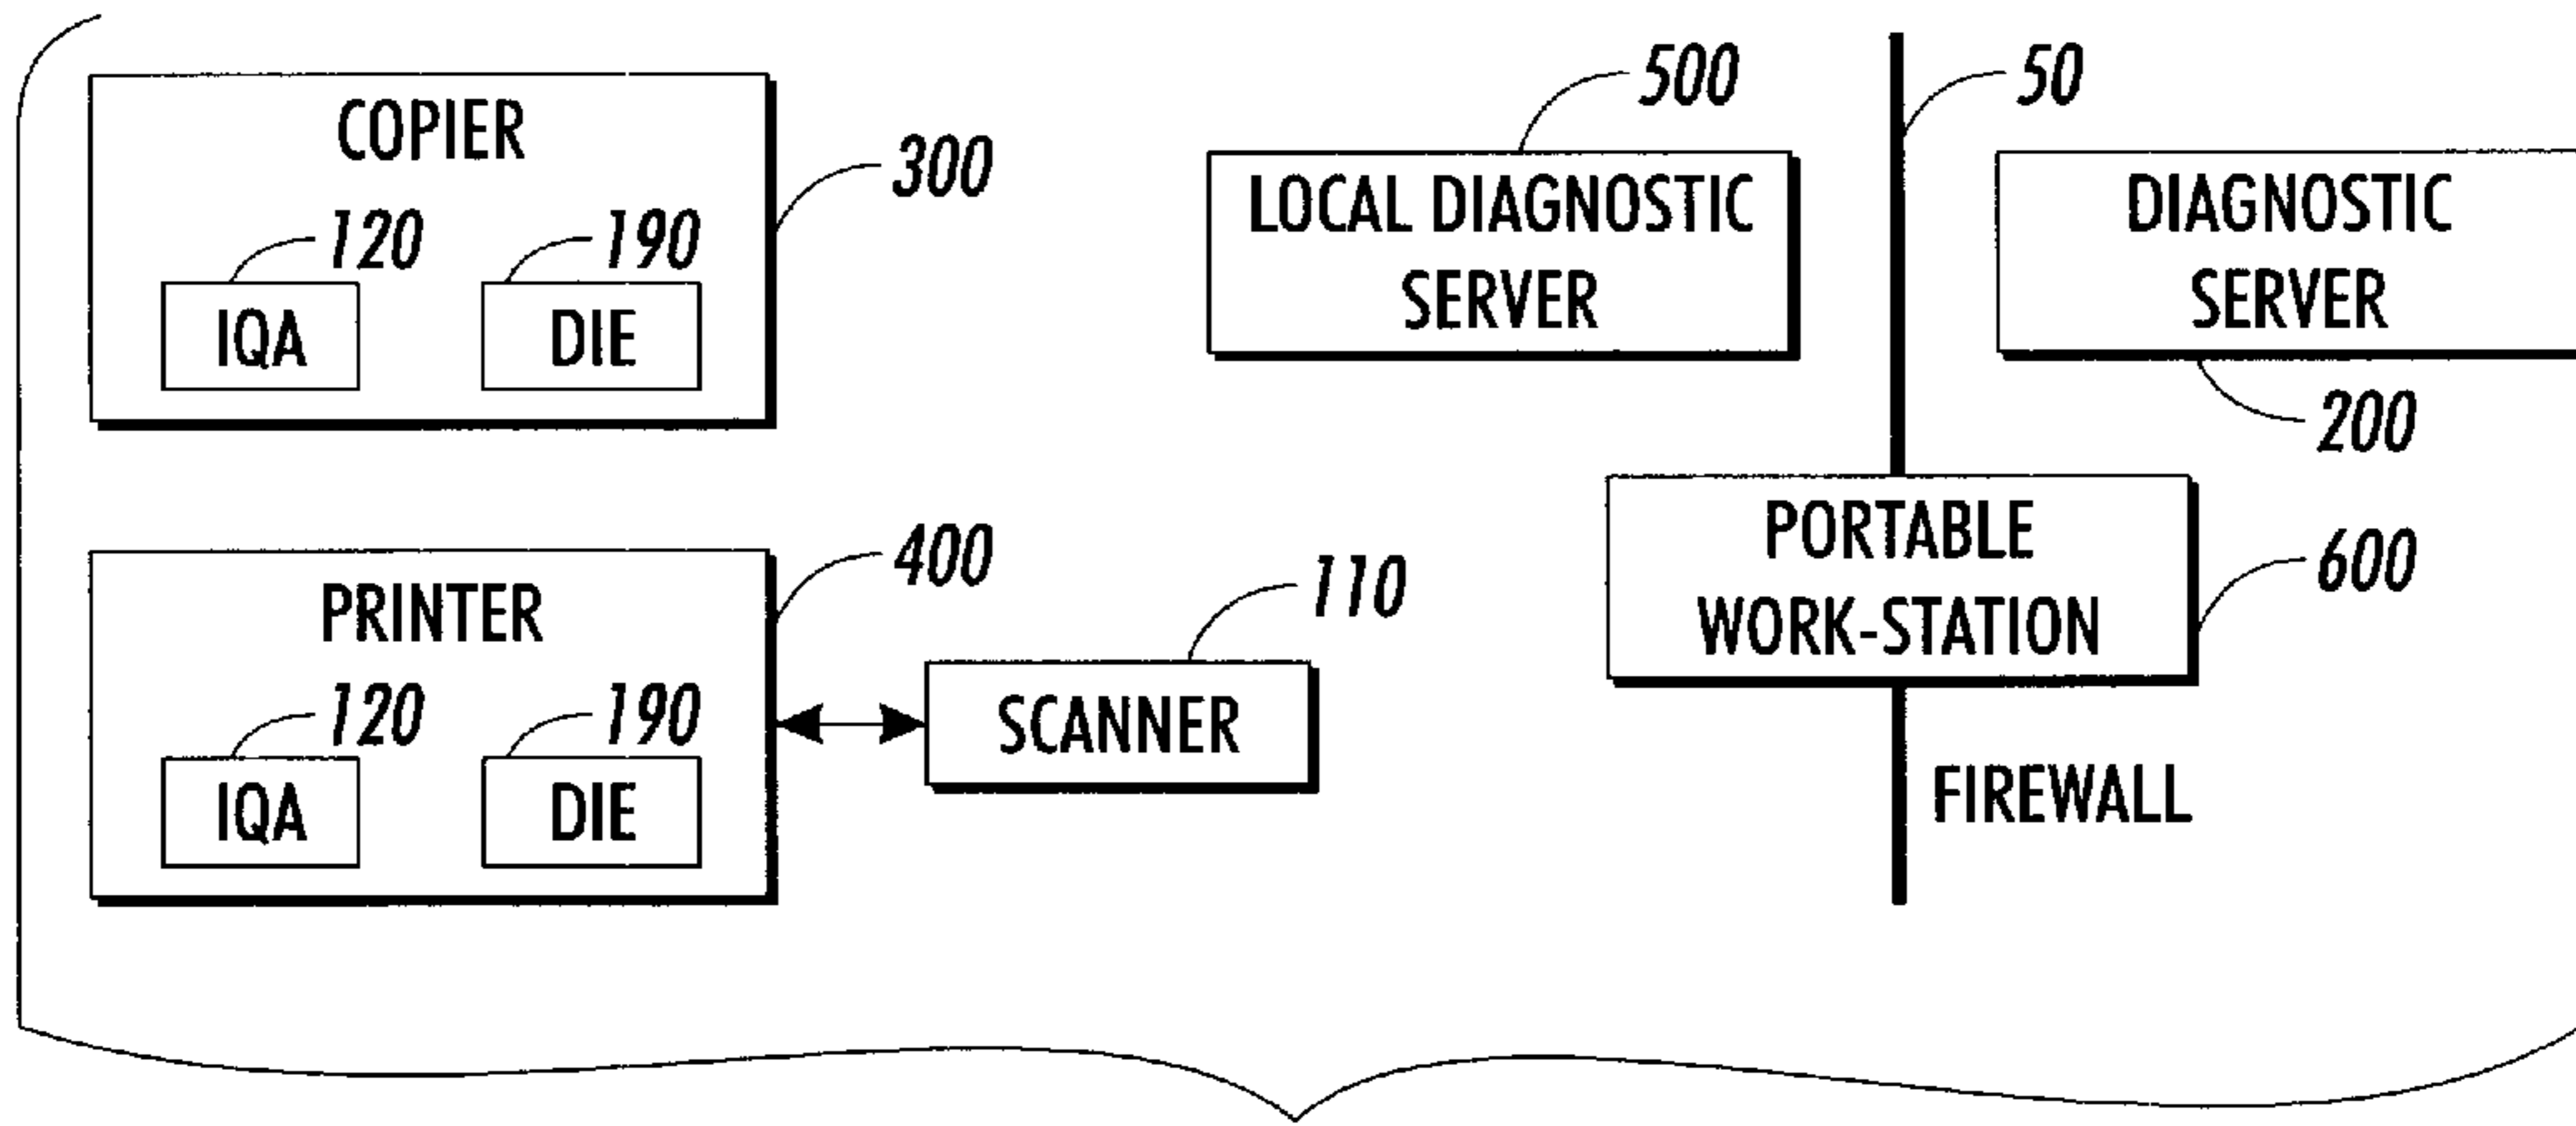 COPIER
300
120
190
IQA
DIE
500
LOCAL DIAGNOSTIC
SERVER
50
DIAGNOSTIC
SERVER
200
PRINTER
400
120
190
IQA
DIE
110
SCANNER
PORTABLE
WORK-STATION
600
FIREWALL